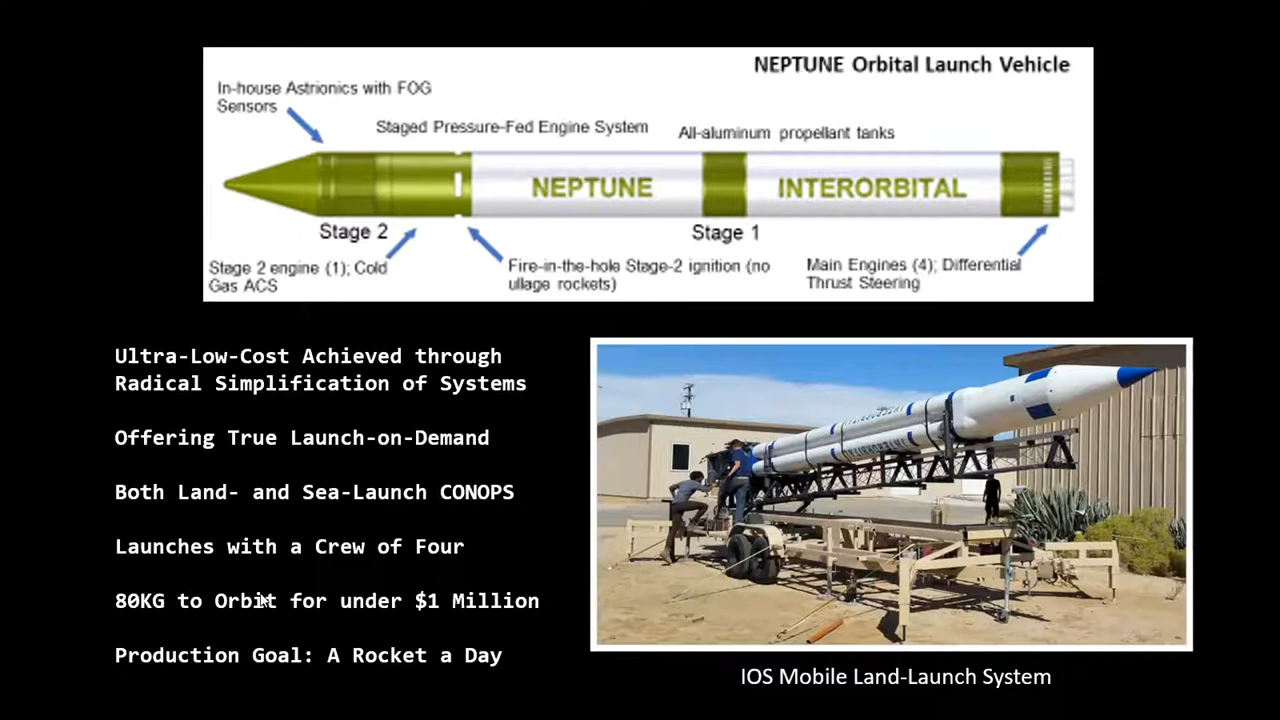 NEPTUNE Orbital Launch Vehicle
In-house Astrionics with FOG
Sensors
Staged Pressure-Fed Engine System
All-aluminum propellant tanks
NEPTUNE
INTERORBITAL
Stage 2
Stage 1
Stage 2 engine (1); Cold
Gas ACS
Fire-in-the-hole Stage-2 ignition (no
ullage rockets)
Main Engines (4); Differential
Thrust Steering
Ultra-Low-Cost Achieved through
Radical Simplification of Systems
Offering True Launch-on-Demand
Both Land- and Sea-Launch CONOPS
Launches with a Crew of Four
80KG to Orbit for under $1 Million
Production Goal: A Rocket a Day
IOS Mobile Land-Launch System